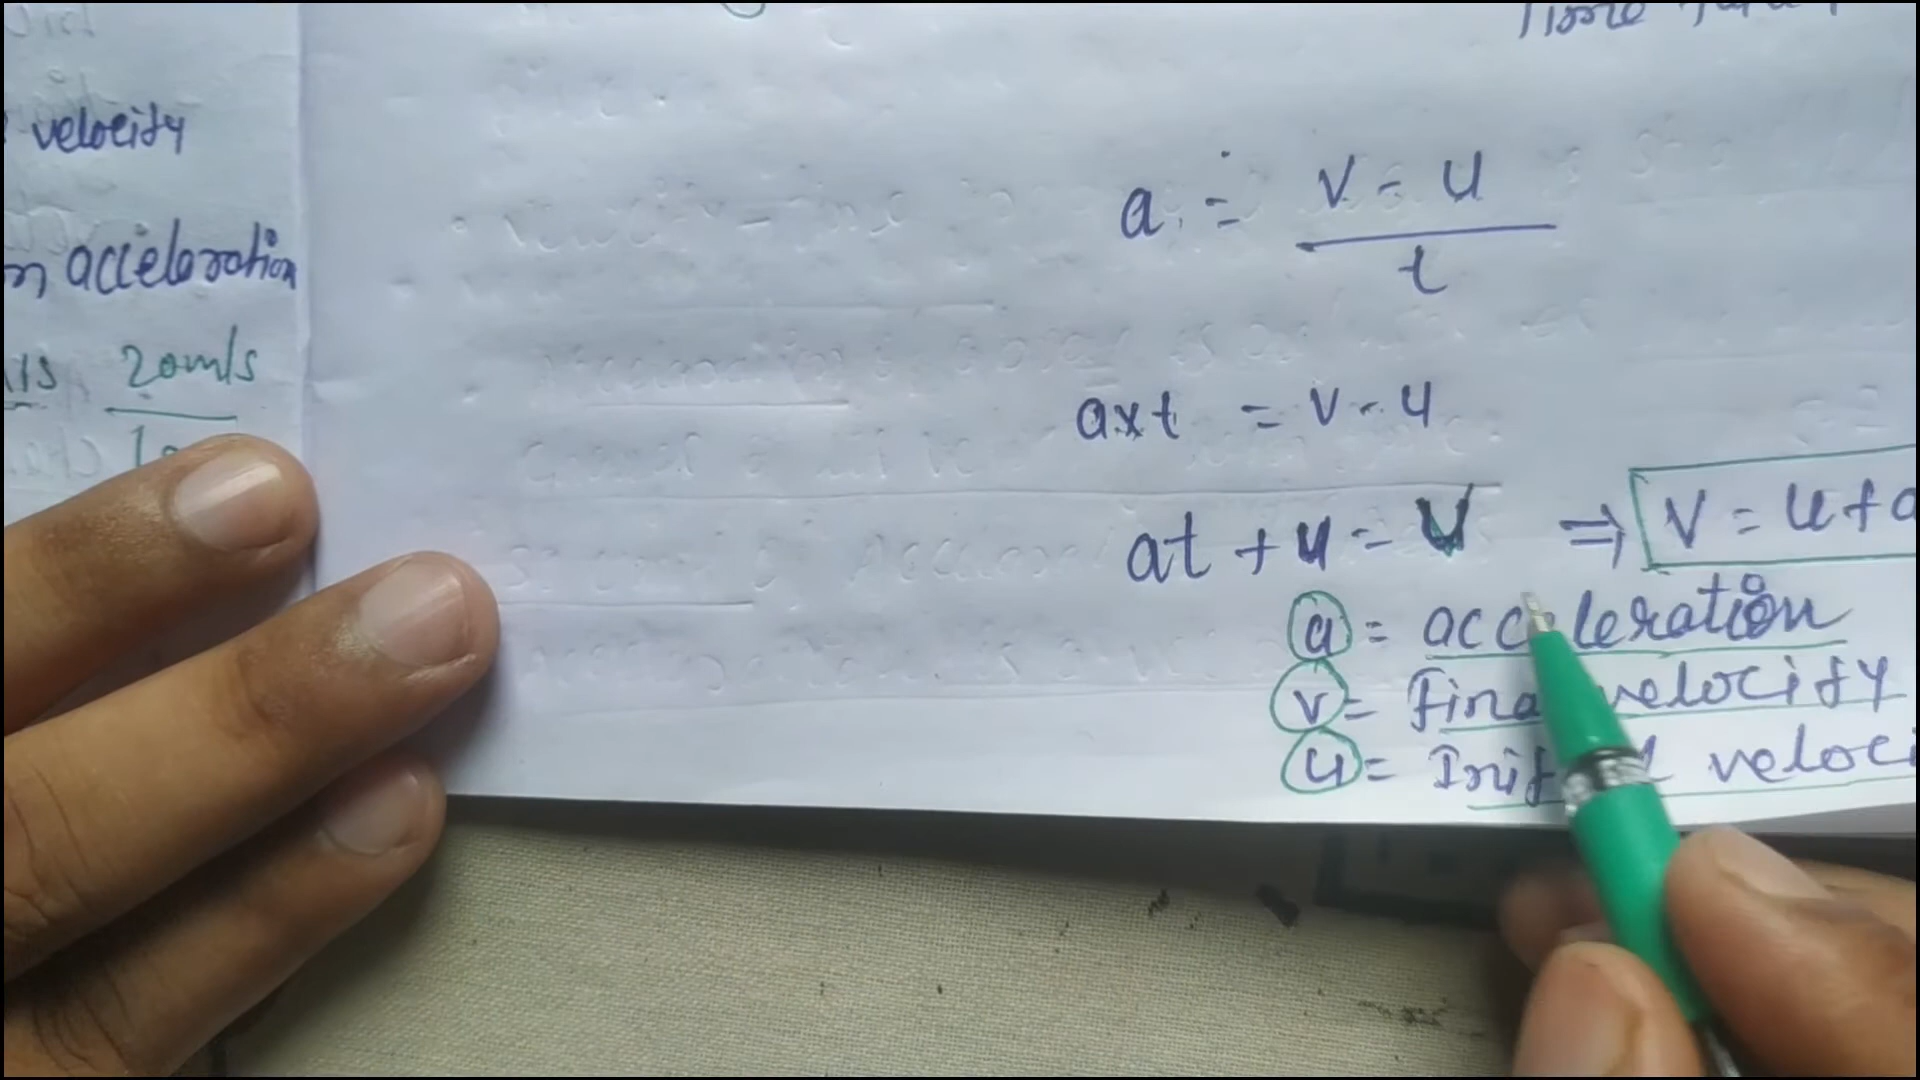 velocity
acceleration
20m/s
a = v - u
t
axt = v - u
at + u = v ⇒ v = u + a
a = acceleration
v = Final velocity
u = Initial veloci